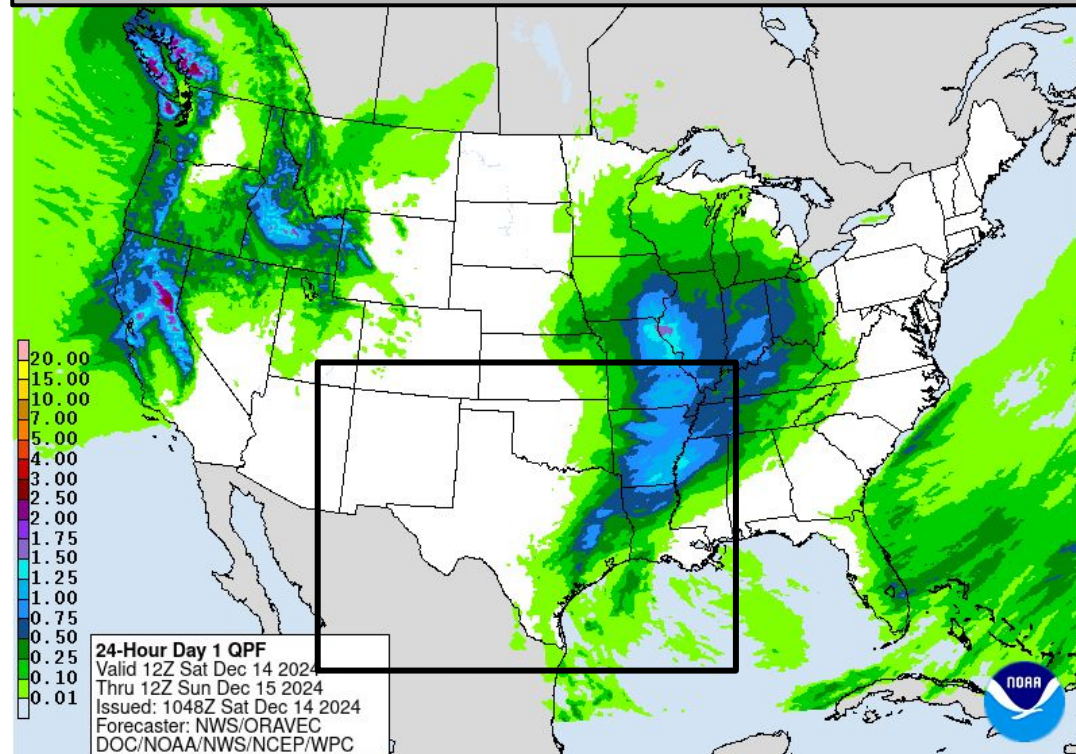 20.00
15.00
10.00
7.00
5.00
4.00
3.00
2.50
2.00
1.75
1.50
1.25
1.00
0.75
0.50
0.25
0.10
0.01
24-Hour Day 1 QPF
Valid 12Z Sat Dec 14 2024
Thru 12Z Sun Dec 15 2024
Issued: 1048Z Sat Dec 14 2024
Forecaster: NWS/ORAVEC
DOC/NOAA/NWS/NCEP/WPC
NOAA